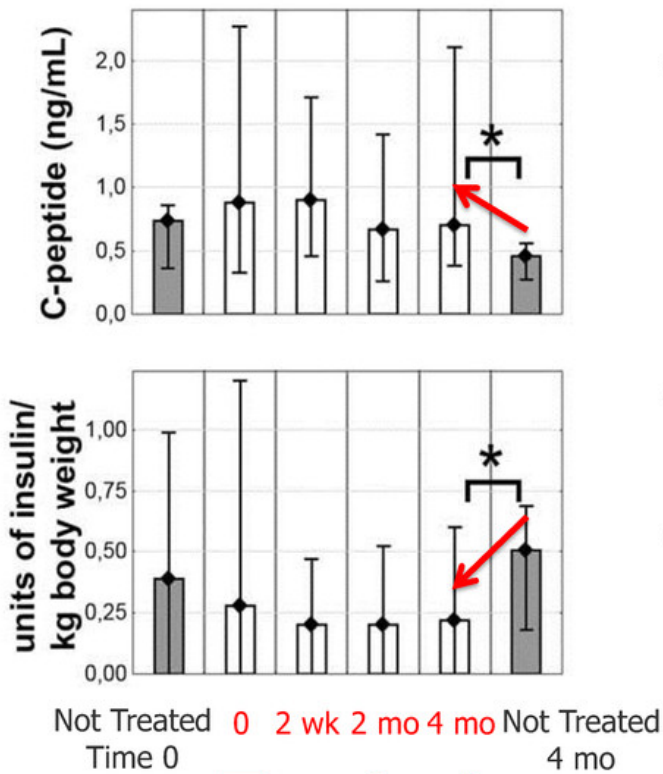 C-peptide (ng/mL)
2,0
1,5
1,0
0,5
0,0
*
units of insulin/
kg body weight
1,00
0,75
0,50
0,25
0,00
*
Not Treated 0 2 wk 2 mo 4 mo Not Treated
Time 0 4 mo